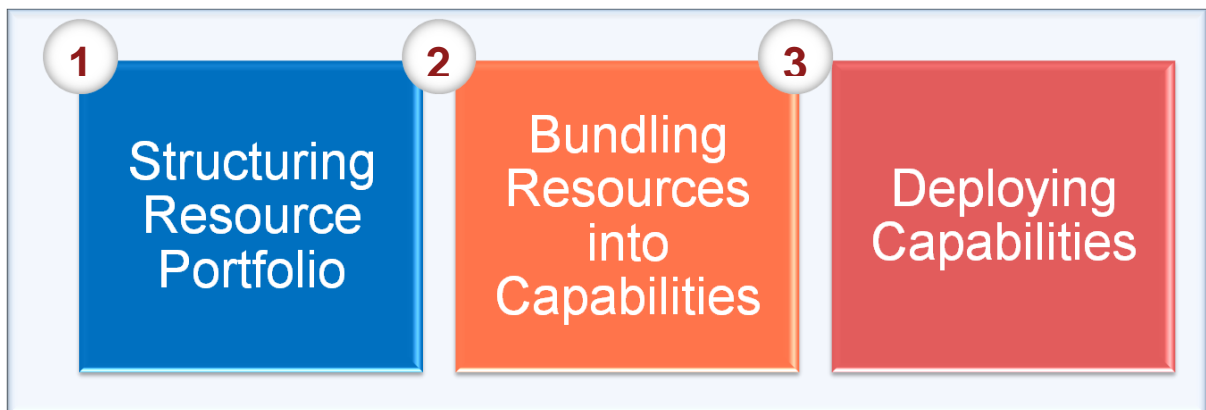 1
2
3
Structuring
Resource
Portfolio
Bundling
Resources
into
Capabilities
Deploying
Capabilities